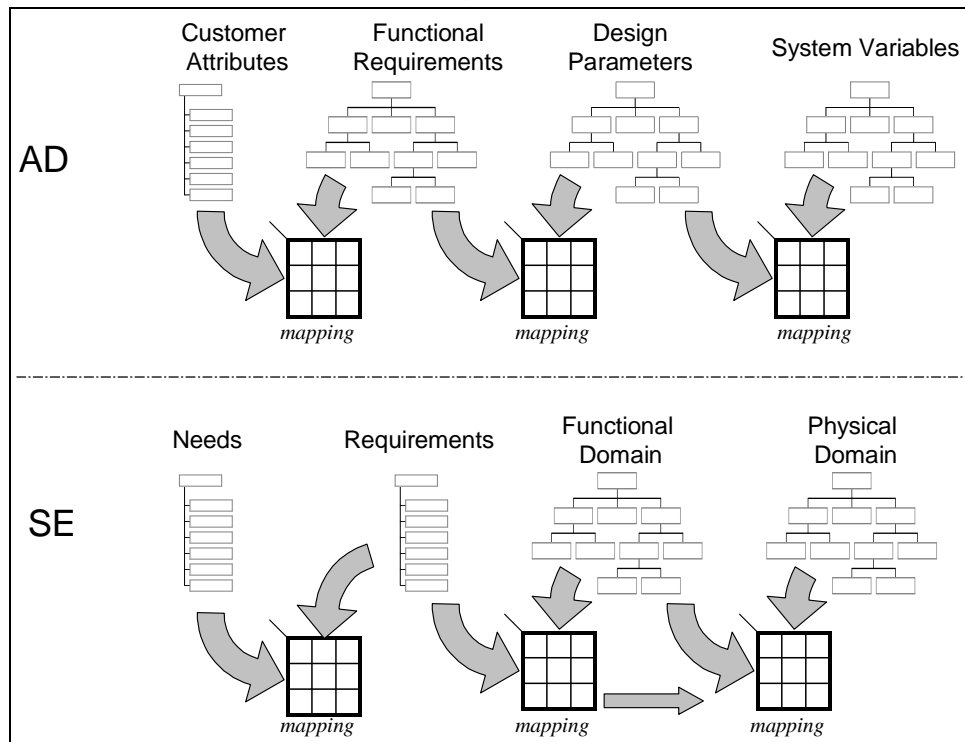 Customer
Attributes
Functional
Requirements
Design
Parameters
System Variables
AD
mapping
mapping
mapping
Needs
Requirements
Functional
Domain
Physical
Domain
SE
mapping
mapping
mapping